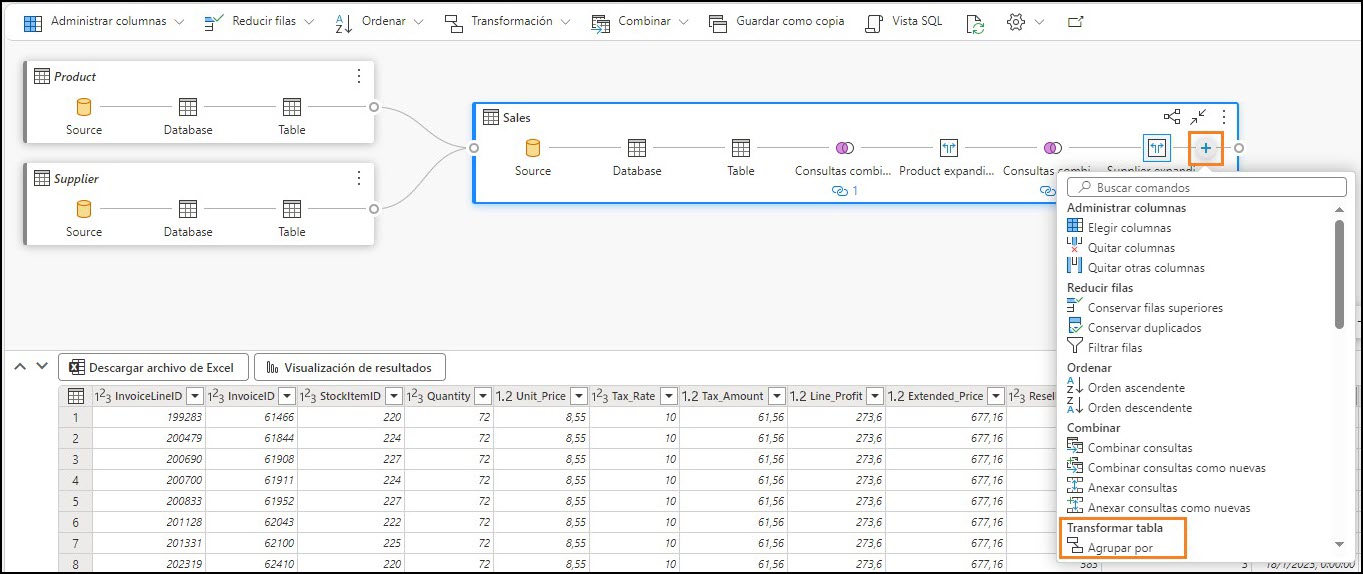 Administrar columnas Reducir filas Ordenar Transformación Combinar Guardar como copia Vista SQL
Product
Source Database Table
Supplier
Source Database Table
Sales
Source Database Table Consultas combi... Product expandi... Consultas combi... Supplier expandi...
1
Buscar comandos
Administrar columnas
Elegir columnas
Quitar columnas
Quitar otras columnas
Reducir filas
Conservar filas superiores
Conservar duplicados
Filtrar filas
Ordenar
Orden ascendente
Orden descendente
Combinar
Combinar consultas
Combinar consultas como nuevas
Anexar consultas
Anexar consultas como nuevas
Transformar tabla
Agrupar por
Descargar archivo de Excel Visualización de resultados
123 InvoiceLineID 123 InvoiceID 123 StockItemID 123 Quantity 1.2 Unit_Price 123 Tax_Rate 1.2 Tax_Amount 1.2 Line_Profit 1.2 Extended_Price 123 Resell
1 199283 61466 220 72 8,55 10 61,56 273,6 677,16
2 200479 61844 224 72 8,55 10 61,56 273,6 677,16
3 200690 61908 227 72 8,55 10 61,56 273,6 677,16
4 200700 61911 224 72 8,55 10 61,56 273,6 677,16
5 200833 61952 227 72 8,55 10 61,56 273,6 677,16
6 201128 62043 222 72 8,55 10 61,56 273,6 677,16
7 201331 62100 225 72 8,55 10 61,56 273,6 677,16
8 202319 62410 227 72 8,55 10 61,56 273,6 677,16 383 3 18/1/2023, 0:00:00